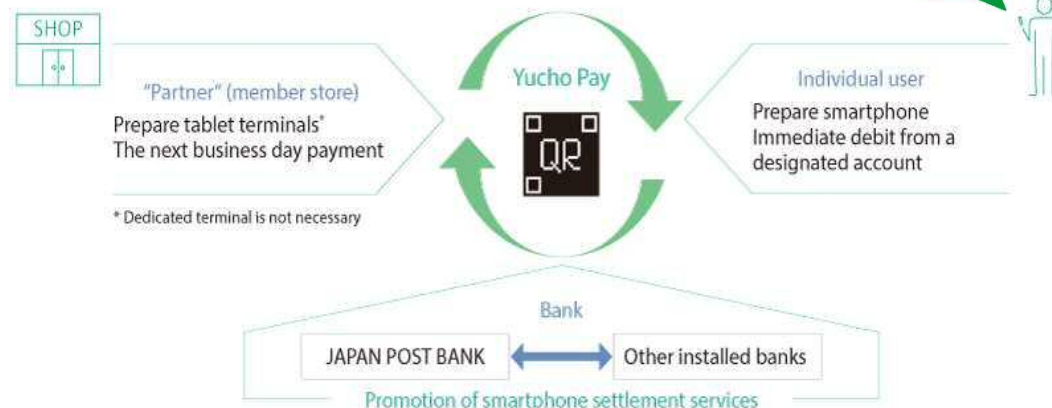 SHOP
"Partner" (member store)
Prepare tablet terminals*
The next business day payment
* Dedicated terminal is not necessary
Yucho Pay
QR
Individual user
Prepare smartphone
Immediate debit from a
designated account
Bank
JAPAN POST BANK
Other installed banks
Promotion of smartphone settlement services